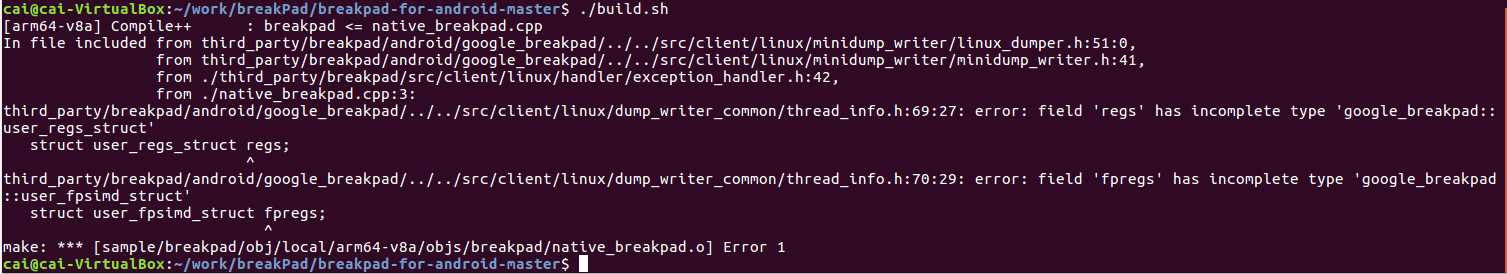 cai@cai-VirtualBox:~/work/breakPad/breakpad-for-android-master$ ./build.sh
[arm64-v8a] Compile++      : breakpad <= native_breakpad.cpp
In file included from third_party/breakpad/android/google_breakpad/../../src/client/linux/minidump_writer/linux_dumper.h:51:0,
                 from third_party/breakpad/android/google_breakpad/../../src/client/linux/minidump_writer/minidump_writer.h:41,
                 from ./third_party/breakpad/src/client/linux/handler/exception_handler.h:42,
                 from ./native_breakpad.cpp:3:
third_party/breakpad/android/google_breakpad/../../src/client/linux/dump_writer_common/thread_info.h:69:27: error: field 'regs' has incomplete type 'google_breakpad::
user_regs_struct'
   struct user_regs_struct regs;
                           ^
third_party/breakpad/android/google_breakpad/../../src/client/linux/dump_writer_common/thread_info.h:70:29: error: field 'fpregs' has incomplete type 'google_breakpad
::user_fpsimd_struct'
   struct user_fpsimd_struct fpregs;
                             ^
make: *** [sample/breakpad/obj/local/arm64-v8a/objs/breakpad/native_breakpad.o] Error 1
cai@cai-VirtualBox:~/work/breakPad/breakpad-for-android-master$